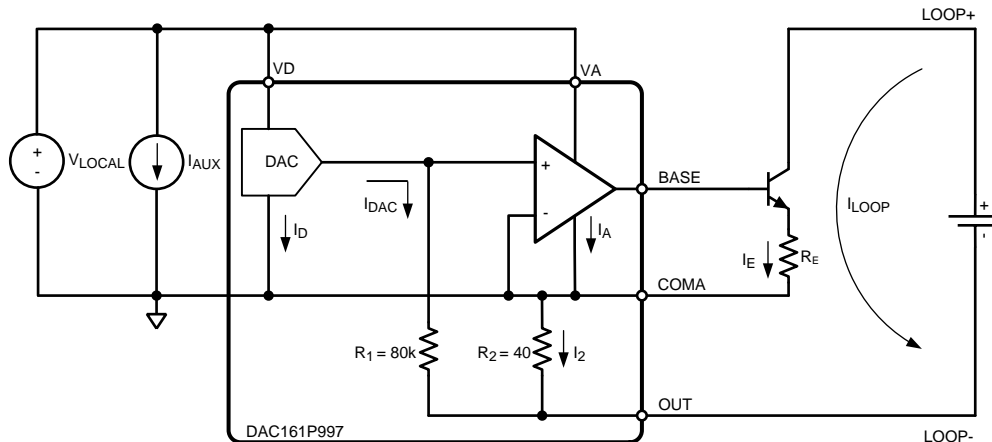 LOOP+
VD
VA
+
-
VLOCAL
IAUX
DAC
IDAC
ID
+
-
IA
BASE
ILOOP
+
-
IE
RE
COMA
R1 = 80k
R2 = 40
I2
OUT
DAC161P997
LOOP-